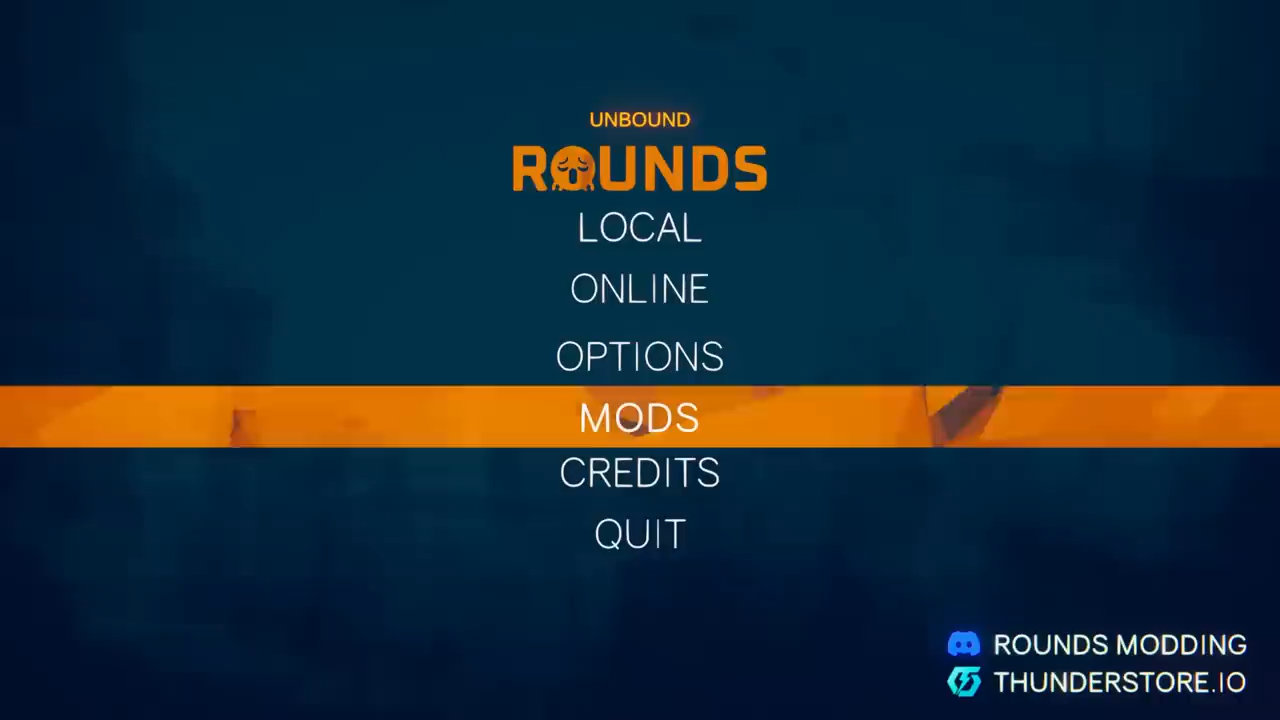 UNBOUND
ROUNDS
LOCAL
ONLINE
OPTIONS
MODS
CREDITS
QUIT
ROUNDS MODDING
THUNDERSTORE.IO